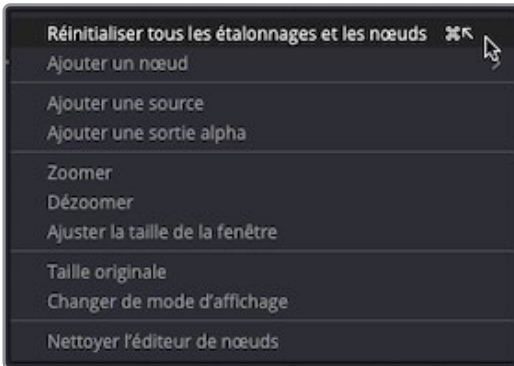 Réinitialiser tous les étalonnages et les nœuds ⌘↖
Ajouter un nœud
Ajouter une source
Ajouter une sortie alpha
Zoomer
Dézoomer
Ajuster la taille de la fenêtre
Taille originale
Changer de mode d’affichage
Nettoyer l’éditeur de nœuds